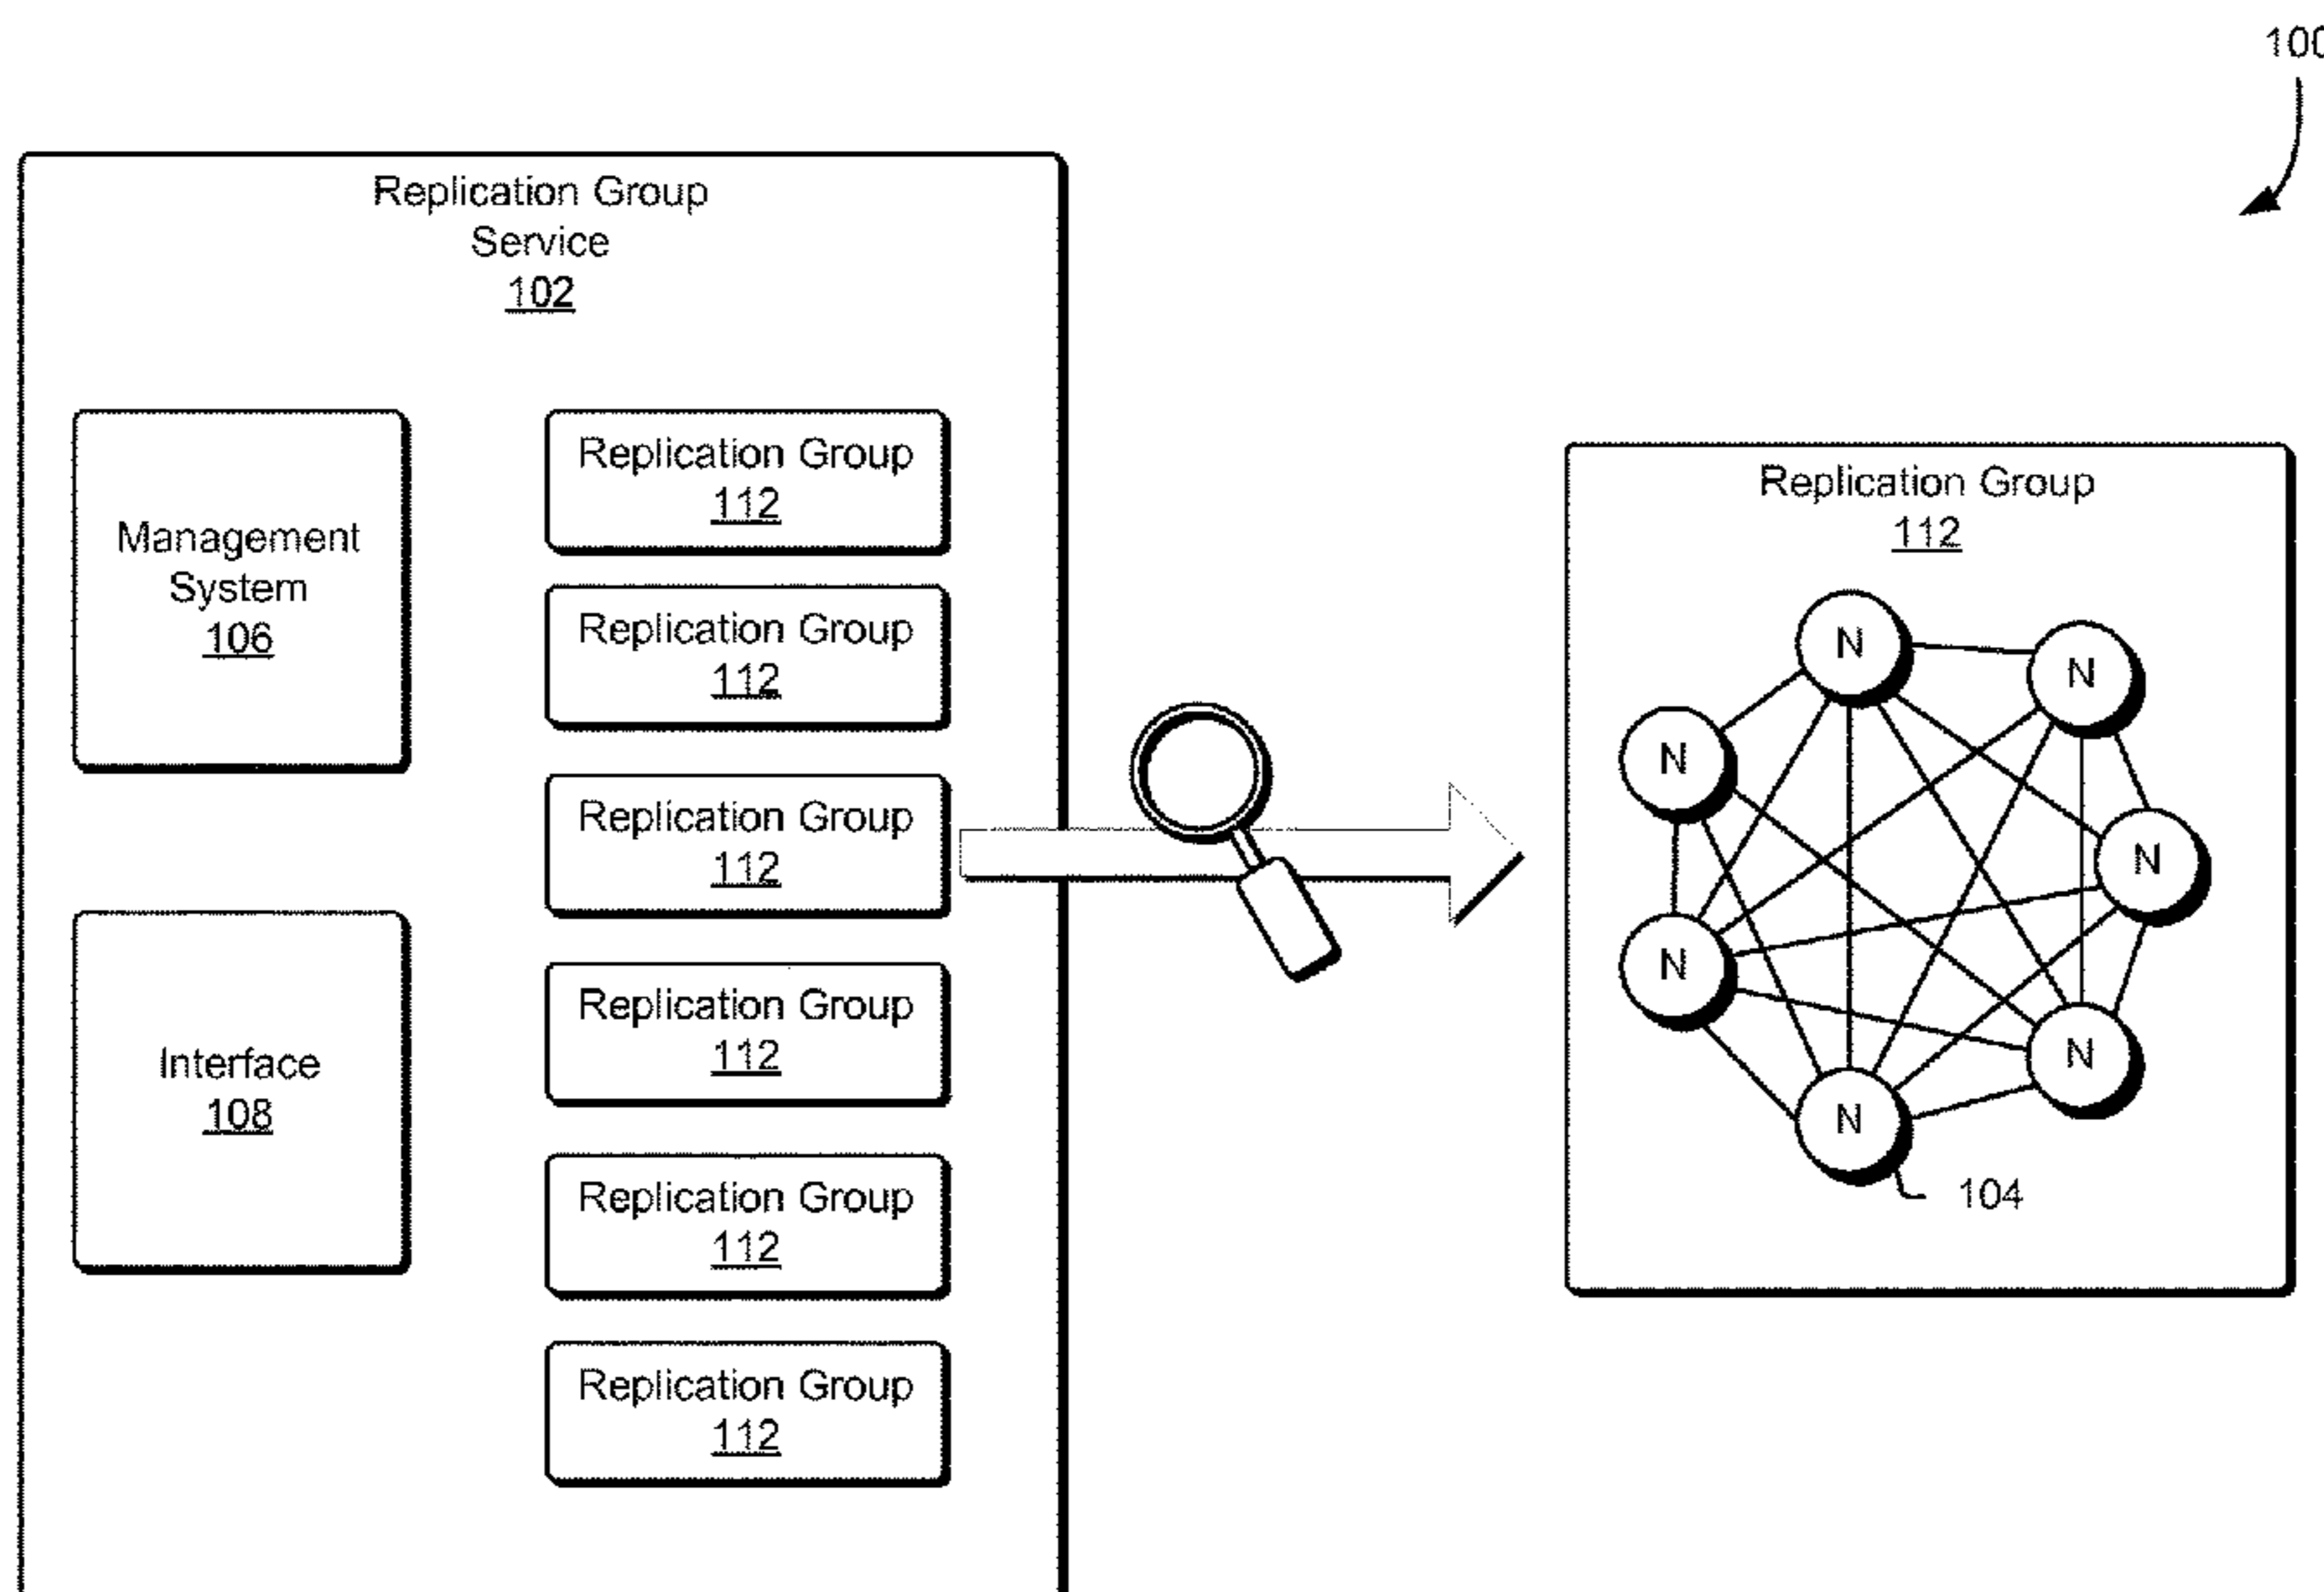 100
Replication Group
Service
102
Management
System
106
Interface
108
Replication Group
112
Replication Group
112
Replication Group
112
Replication Group
112
Replication Group
112
Replication Group
112
Replication Group
112
N
N
N
N
N
N
N
104